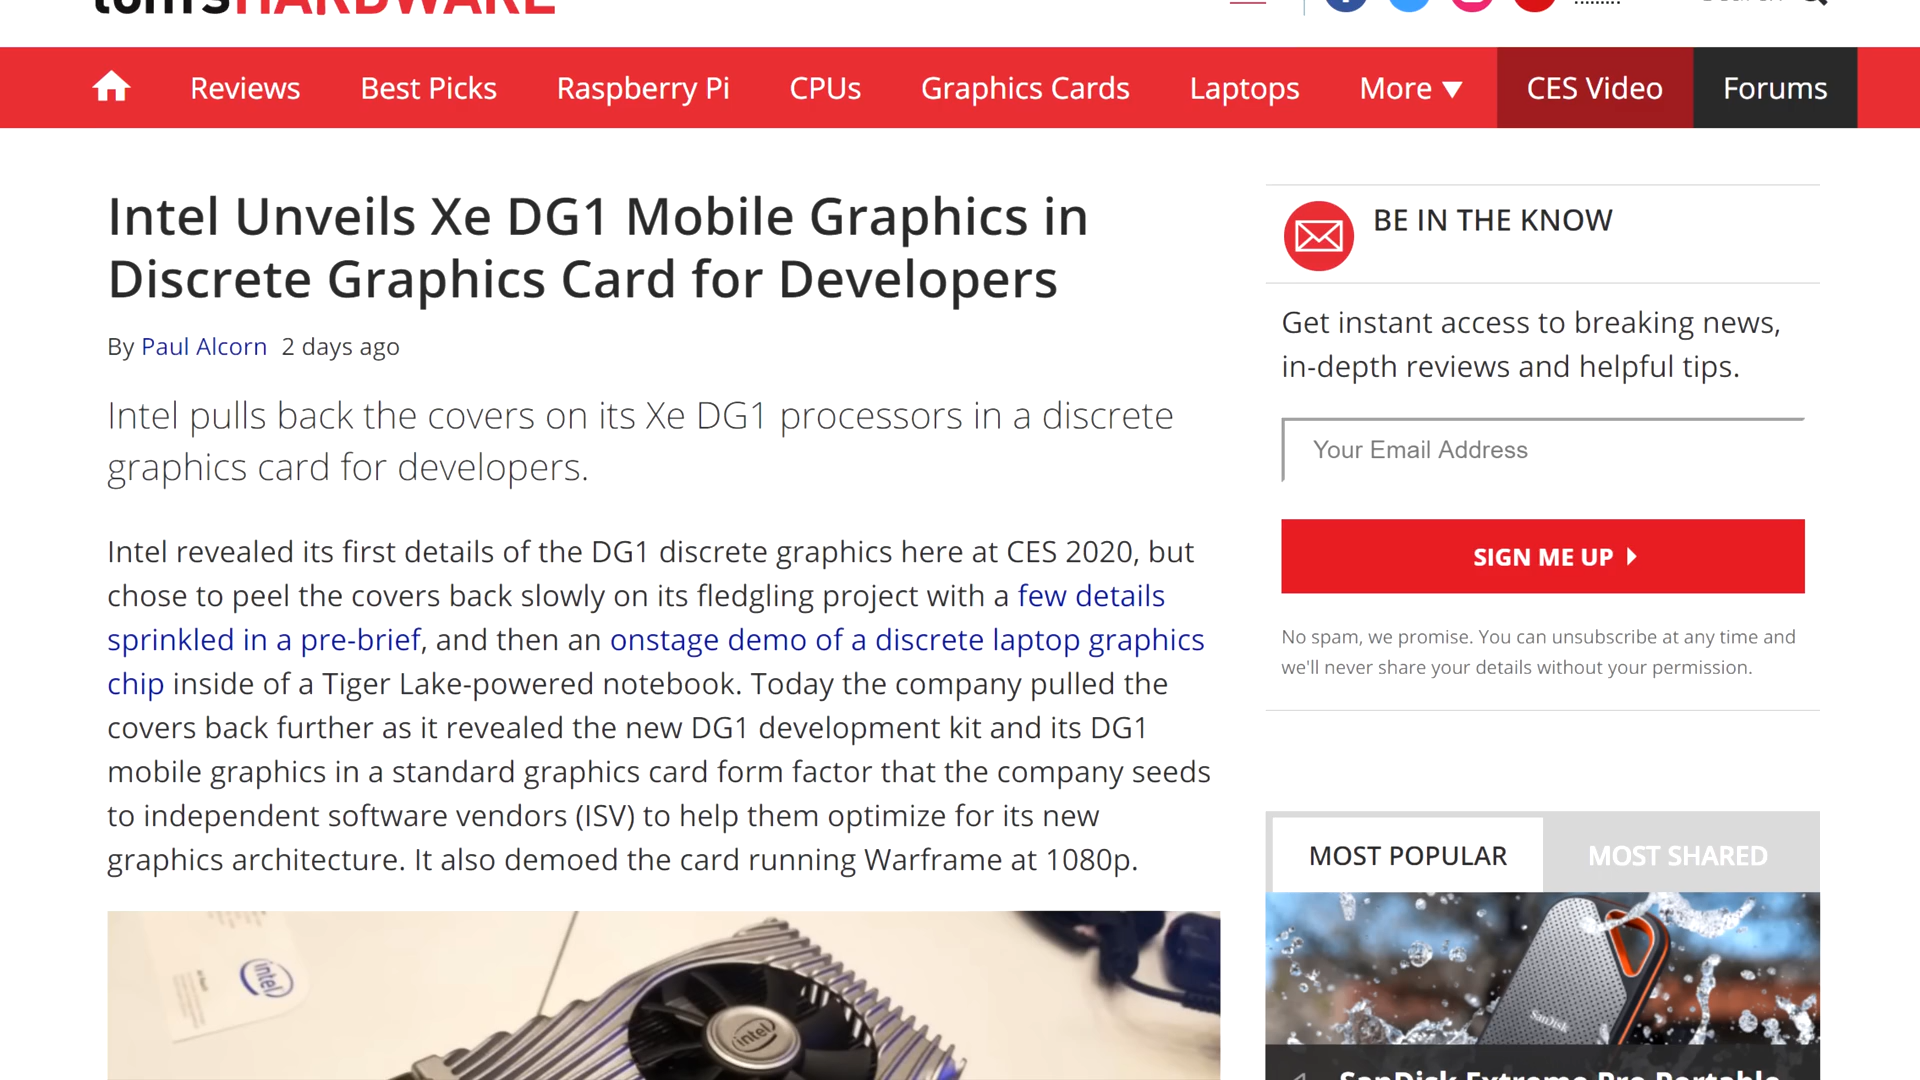 tom's HARDWARE
Reviews
Best Picks
Raspberry Pi
CPUs
Graphics Cards
Laptops
More ▼
CES Video
Forums
Intel Unveils Xe DG1 Mobile Graphics in
Discrete Graphics Card for Developers
By Paul Alcorn 2 days ago
Intel pulls back the covers on its Xe DG1 processors in a discrete
graphics card for developers.
Intel revealed its first details of the DG1 discrete graphics here at CES 2020, but
chose to peel the covers back slowly on its fledgling project with a few details
sprinkled in a pre-brief, and then an onstage demo of a discrete laptop graphics
chip inside of a Tiger Lake-powered notebook. Today the company pulled the
covers back further as it revealed the new DG1 development kit and its DG1
mobile graphics in a standard graphics card form factor that the company seeds
to independent software vendors (ISV) to help them optimize for its new
graphics architecture. It also demoed the card running Warframe at 1080p.
intel
intel
BE IN THE KNOW
Get instant access to breaking news,
in-depth reviews and helpful tips.
Your Email Address
SIGN ME UP
No spam, we promise. You can unsubscribe at any time and
we'll never share your details without your permission.
MOST POPULAR
MOST SHARED
SanDisk
SanDisk Extreme Pro Portable